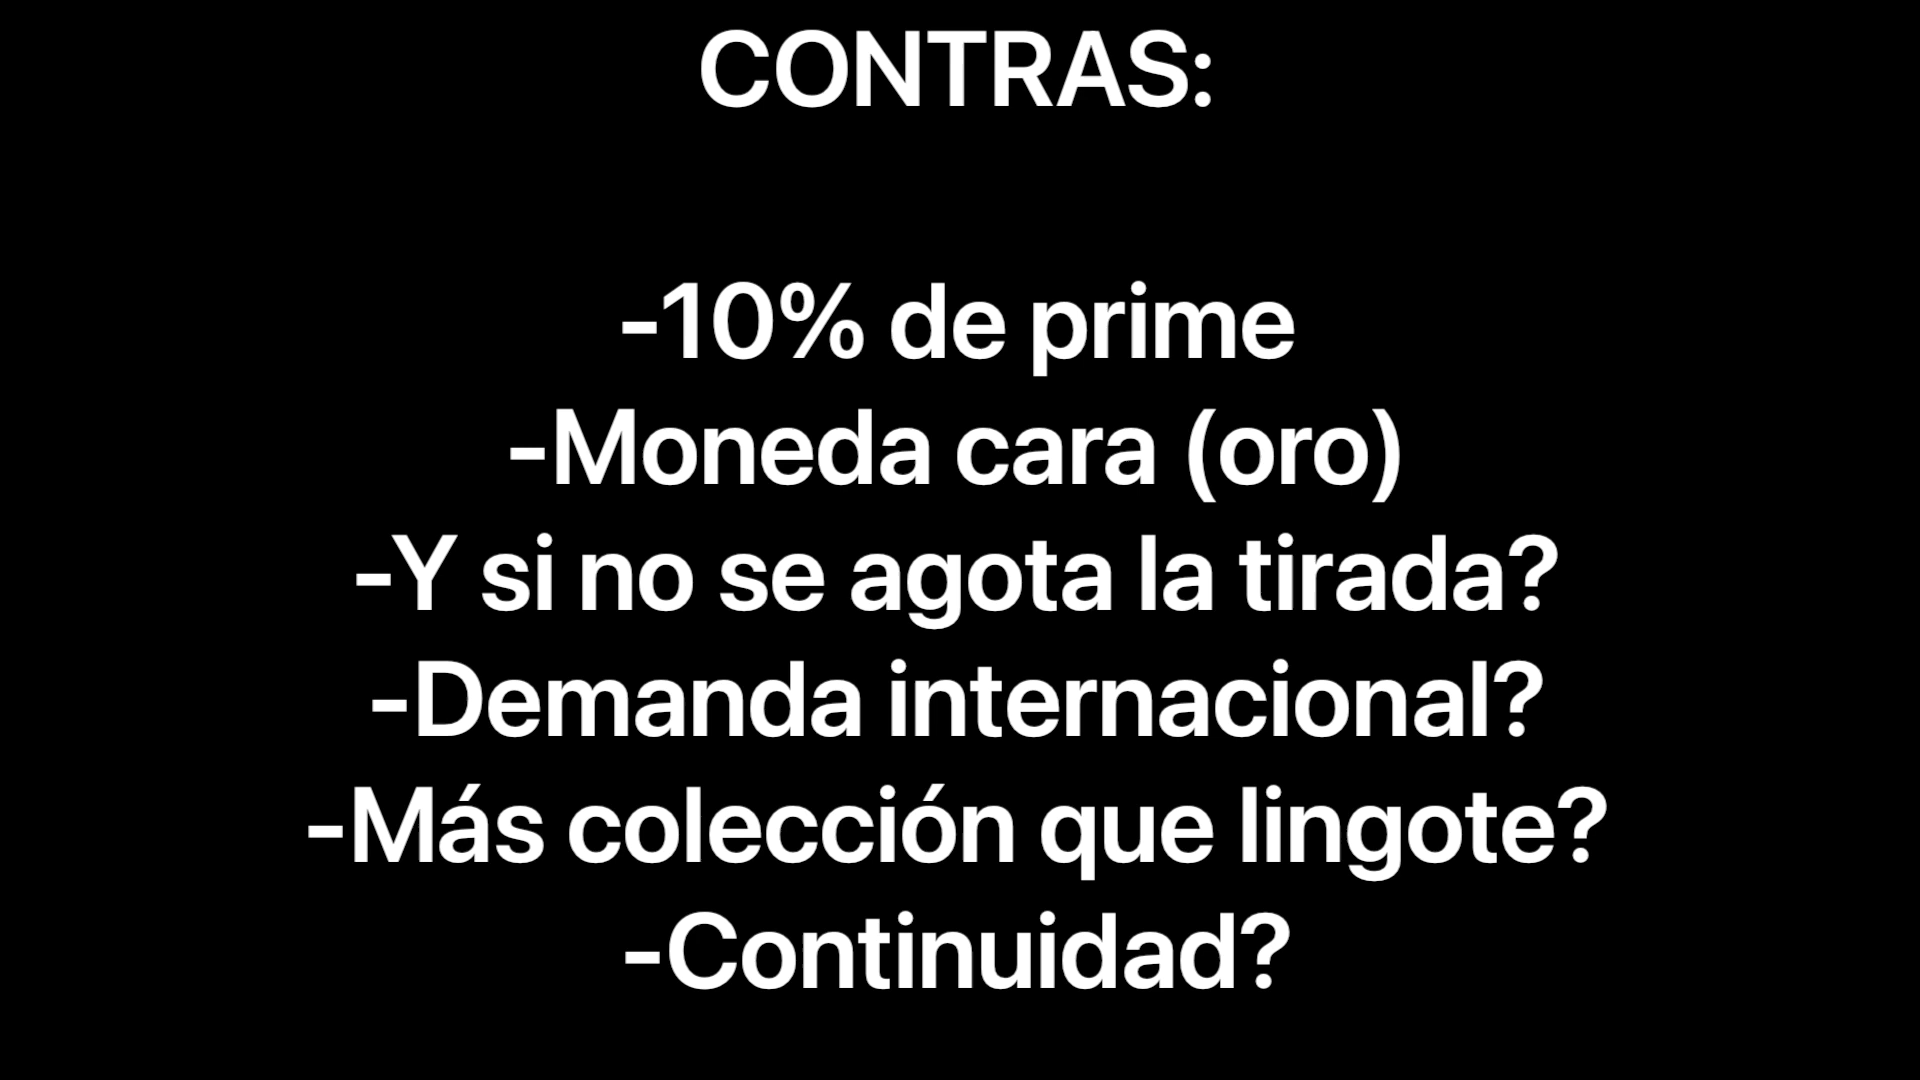 CONTRAS:
-10% de prime
-Moneda cara (oro)
-Y si no se agota la tirada?
-Demanda internacional?
-Más colección que lingote?
-Continuidad?